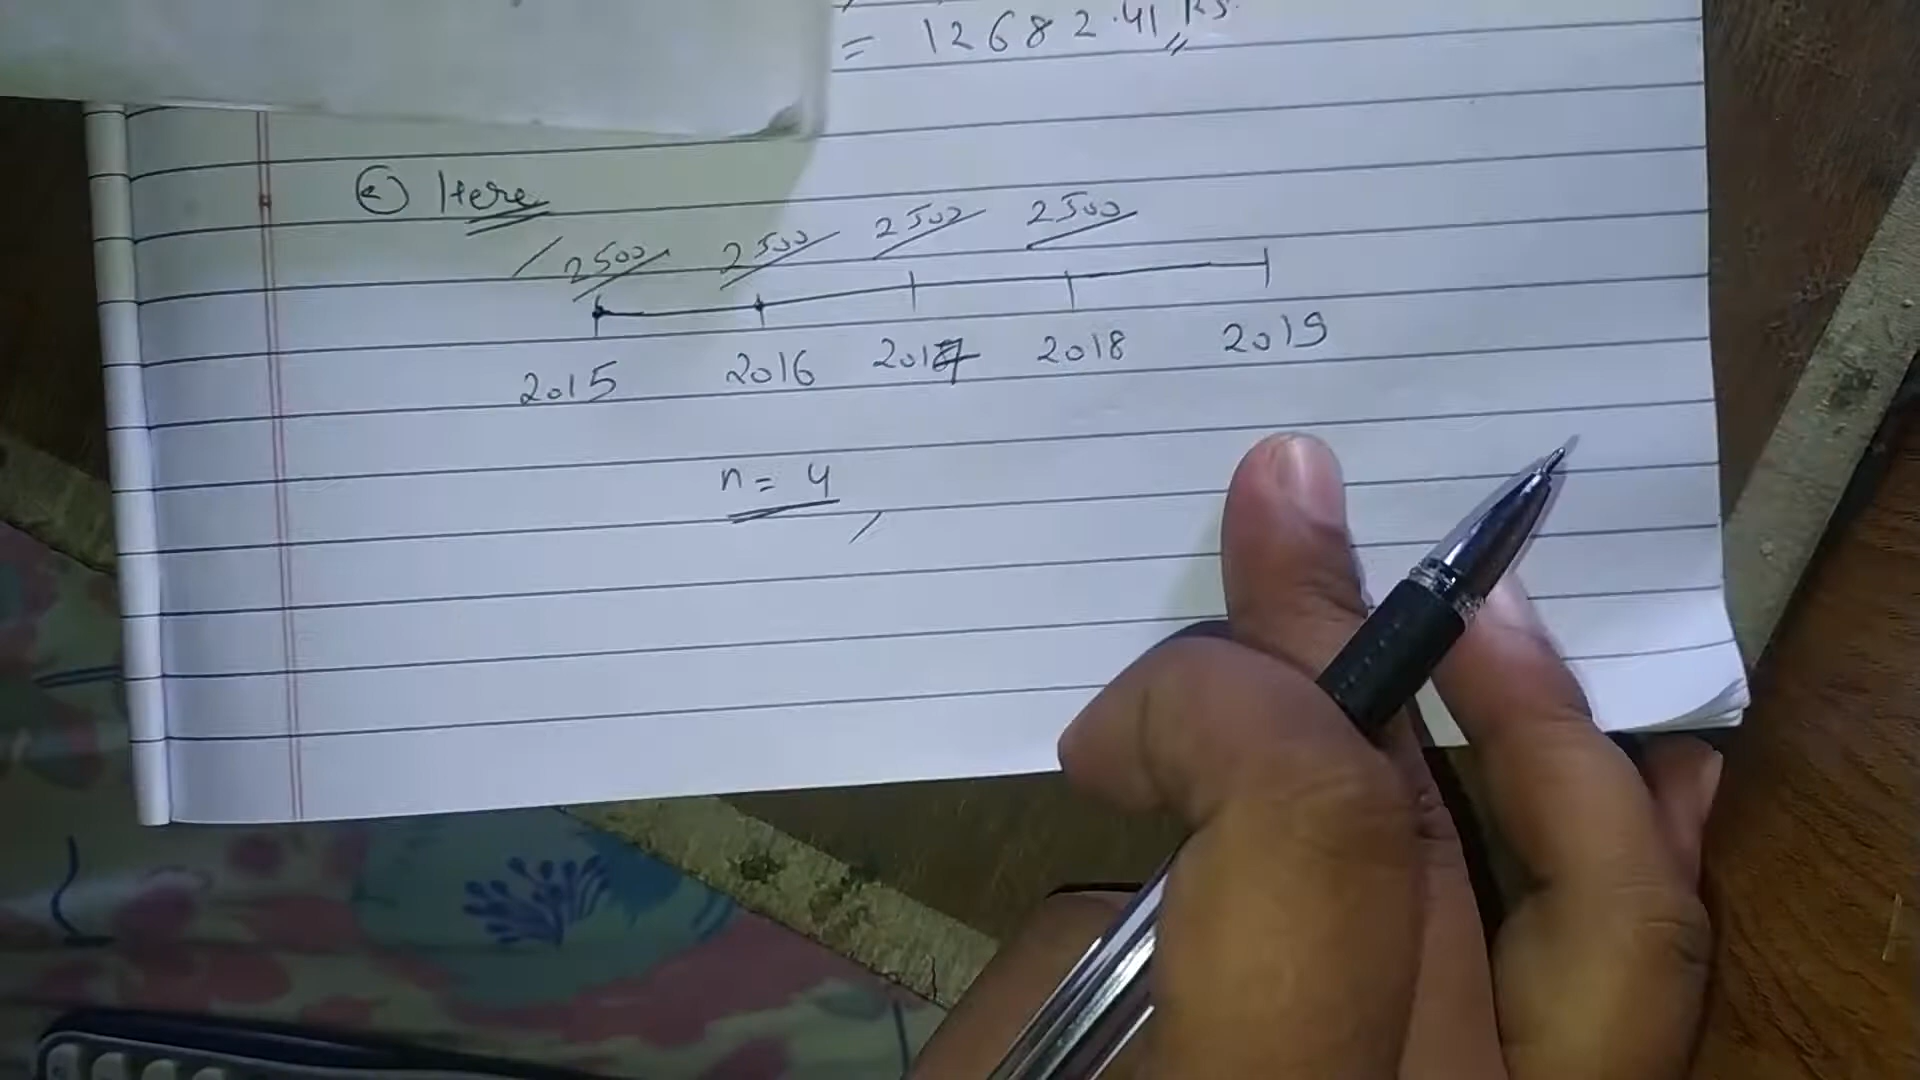 = 12682.41 Rs.
Here
2500 2500 2500 2500
2015 2016 2017 2018 2019
n = 4